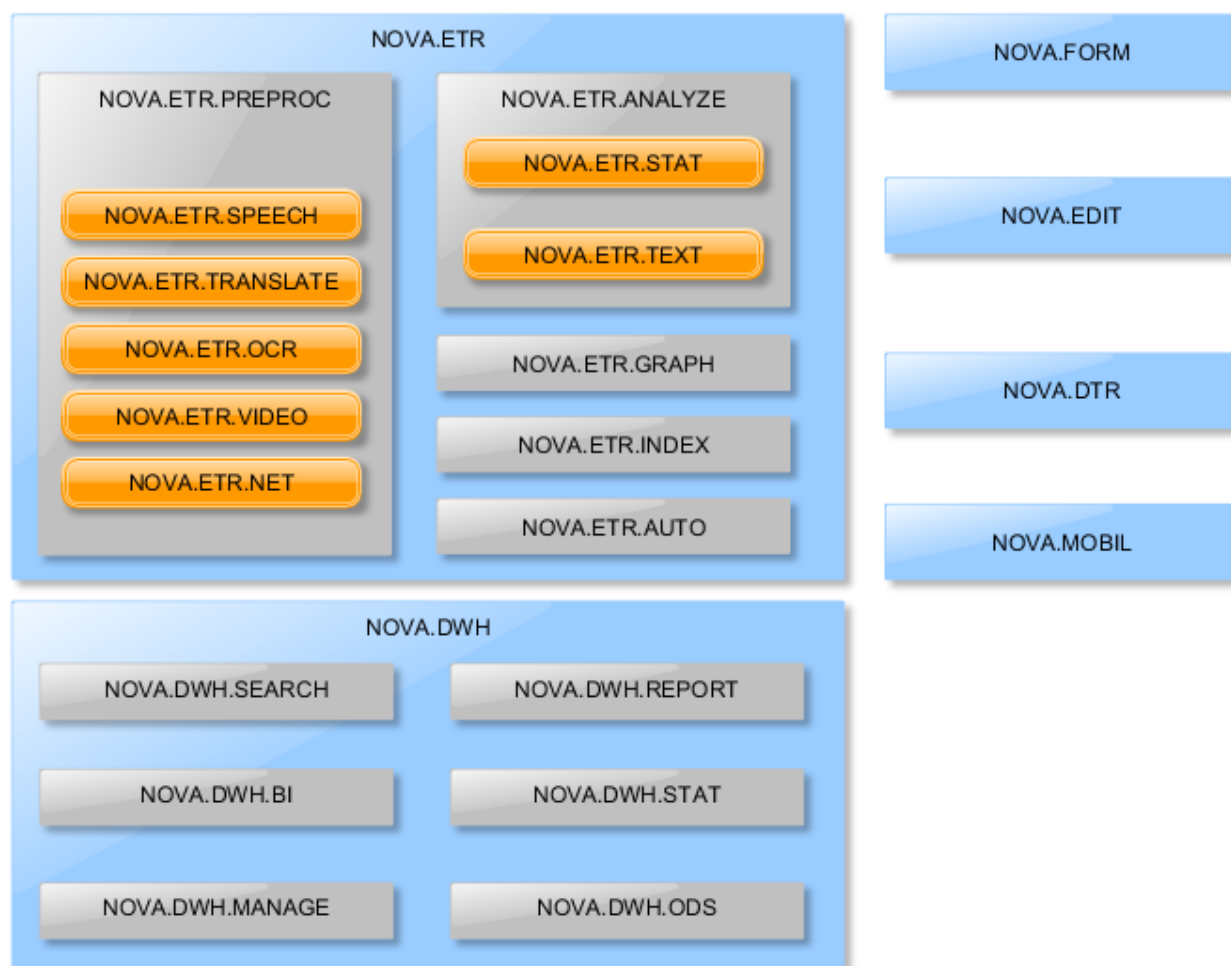 NOVA.ETR
NOVA.ETR.PREPROC
NOVA.ETR.SPEECH
NOVA.ETR.TRANSLATE
NOVA.ETR.OCR
NOVA.ETR.VIDEO
NOVA.ETR.NET
NOVA.ETR.ANALYZE
NOVA.ETR.STAT
NOVA.ETR.TEXT
NOVA.ETR.GRAPH
NOVA.ETR.INDEX
NOVA.ETR.AUTO
NOVA.FORM
NOVA.EDIT
NOVA.DTR
NOVA.MOBIL
NOVA.DWH
NOVA.DWH.SEARCH
NOVA.DWH.REPORT
NOVA.DWH.BI
NOVA.DWH.STAT
NOVA.DWH.MANAGE
NOVA.DWH.ODS